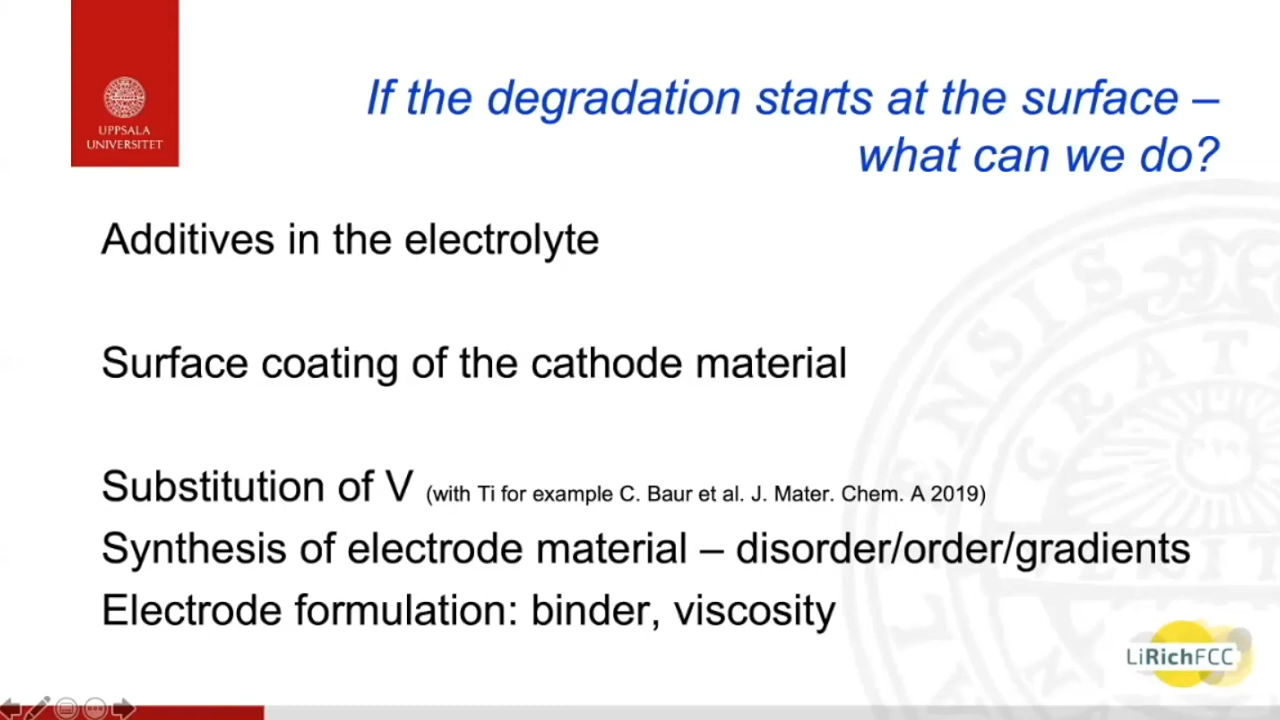 UPPSALA
UNIVERSITET
If the degradation starts at the surface –
what can we do?
Additives in the electrolyte
Surface coating of the cathode material
Substitution of V (with Ti for example C. Baur et al. J. Mater. Chem. A 2019)
Synthesis of electrode material – disorder/order/gradients
Electrode formulation: binder, viscosity
LiRichFCC